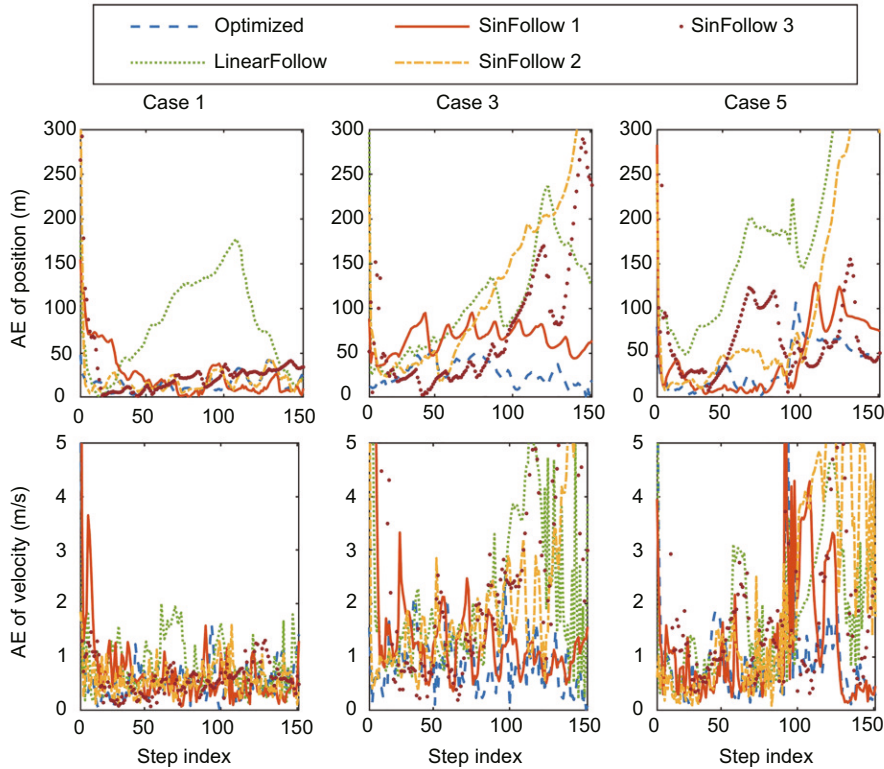 Optimized SinFollow 1 SinFollow 3
LinearFollow SinFollow 2
Case 1 Case 3 Case 5
AE of position (m)
300 300 300
250 250 250
200 200 200
150 150 150
100 100 100
50 50 50
0 0 0
0 50 100 150 0 50 100 150 0 50 100 150
AE of velocity (m/s)
5 5 5
4 4 4
3 3 3
2 2 2
1 1 1
0 0 0
0 50 100 150 0 50 100 150 0 50 100 150
Step index Step index Step index